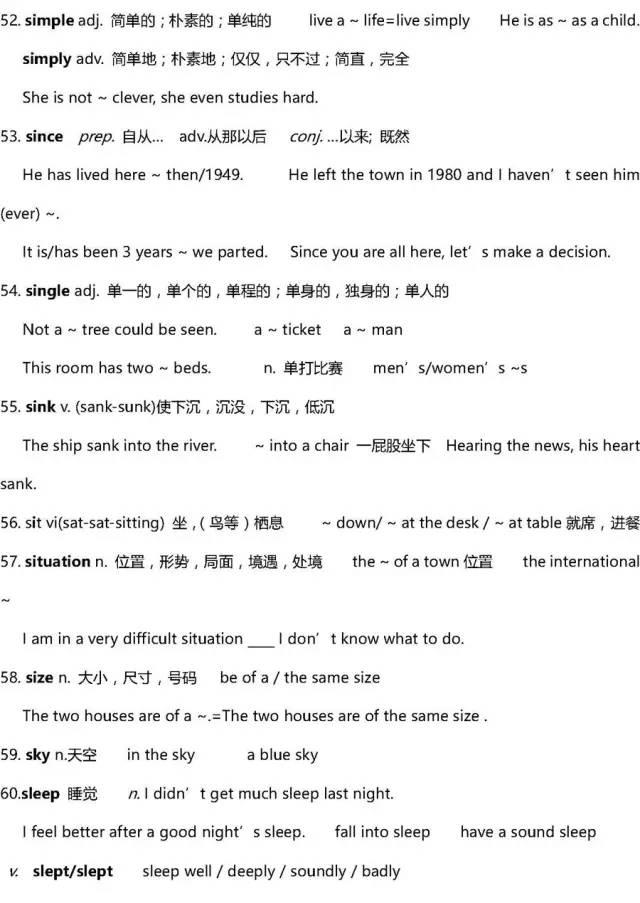 52. simple adj. 简单的；朴素的；单纯的 live a ~ life=live simply He is as ~ as a child.
simply adv. 简单地；朴素地；仅仅，只不过；简直，完全
She is not ~ clever, she even studies hard.
53. since prep. 自从… adv.从那以后 conj. …以来; 既然
He has lived here ~ then/1949. He left the town in 1980 and I haven’t seen him
(ever) ~.
It is/has been 3 years ~ we parted. Since you are all here, let’s make a decision.
54. single adj. 单一的，单个的，单程的；单身的，独身的；单人的
Not a ~ tree could be seen. a ~ ticket a ~ man
This room has two ~ beds. n. 单打比赛 men’s/women’s ~s
55. sink v. (sank-sunk)使下沉，沉没，下沉，低沉
The ship sank into the river. ~ into a chair 一屁股坐下 Hearing the news, his heart
sank.
56. sit vi(sat-sat-sitting) 坐，（鸟等）栖息 ~ down/ ~ at the desk / ~ at table 就席，进餐
57. situation n. 位置，形势，局面，境遇，处境 the ~ of a town 位置 the international
~
I am in a very difficult situation ____ I don’t know what to do.
58. size n. 大小，尺寸，号码 be of a / the same size
The two houses are of a ~.=The two houses are of the same size .
59. sky n.天空 in the sky a blue sky
60.sleep 睡觉 n. I didn’t get much sleep last night.
I feel better after a good night’s sleep. fall into sleep have a sound sleep
v. slept/slept sleep well / deeply / soundly / badly